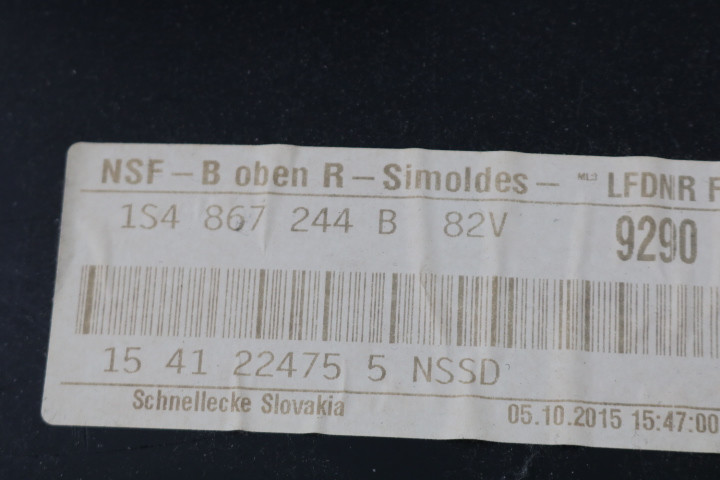 NSF – B oben R – Simoldes – LFDNR F
1S4 867 244 B 82V 9290
15 41 22475 5 NSSD
Schnellecke Slovakia 05.10.2015 15:47:00